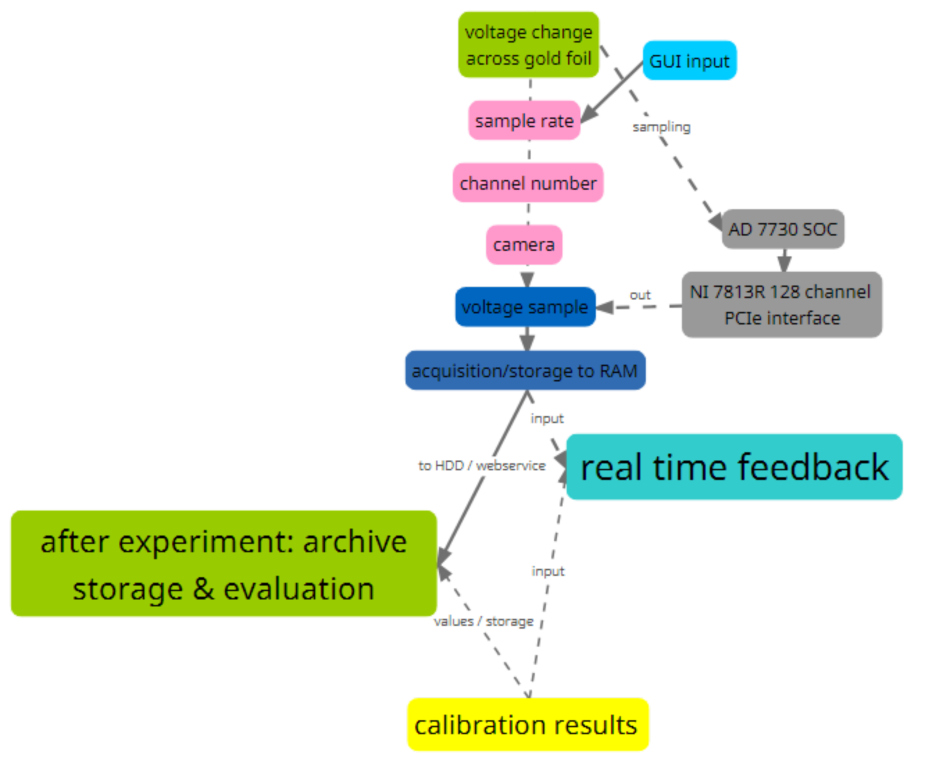 voltage change
across gold foil
GUI input
sample rate
sampling
channel number
AD 7730 SOC
camera
NI 7813R 128 channel
PCIe interface
out
voltage sample
acquisition/storage to RAM
input
to HDD / webservice
real time feedback
after experiment: archive
storage & evaluation
input
values / storage
calibration results